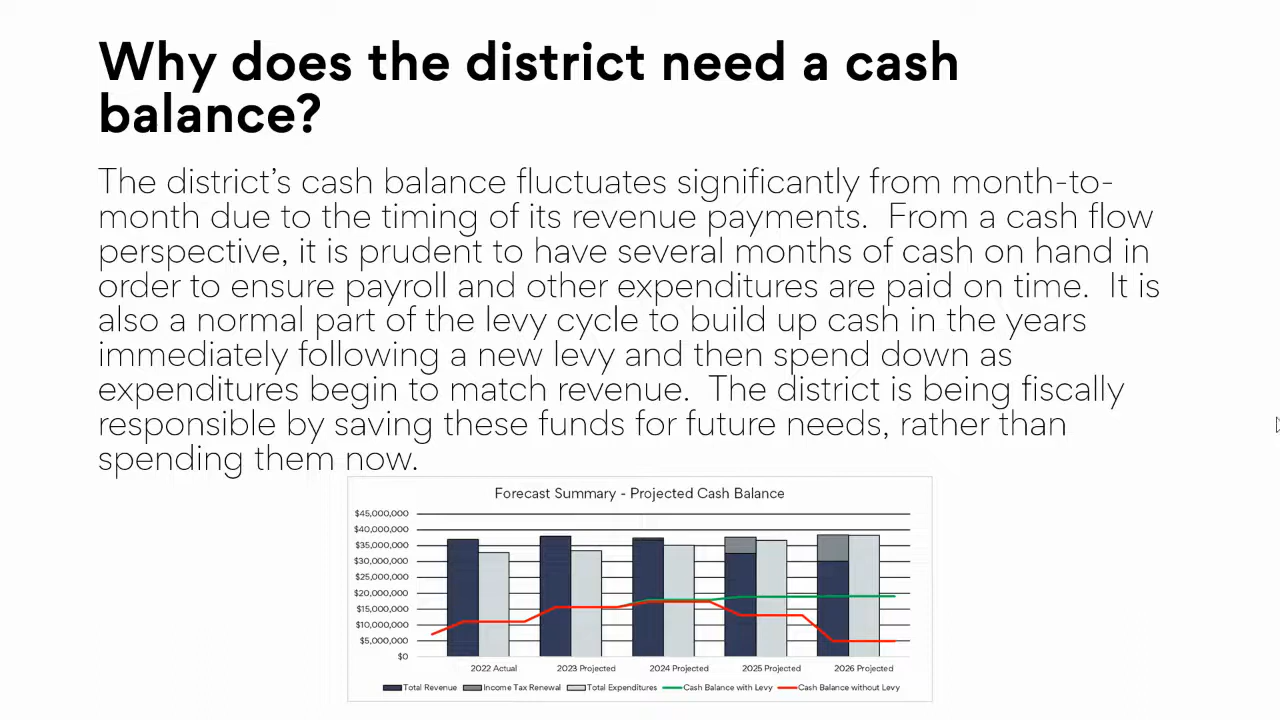 Why does the district need a cash
balance?
The district’s cash balance fluctuates significantly from month-to-
month due to the timing of its revenue payments.  From a cash flow
perspective, it is prudent to have several months of cash on hand in
order to ensure payroll and other expenditures are paid on time.  It is
also a normal part of the levy cycle to build up cash in the years
immediately following a new levy and then spend down as
expenditures begin to match revenue.  The district is being fiscally
responsible by saving these funds for future needs, rather than
spending them now.
Forecast Summary - Projected Cash Balance
$45,000,000
$40,000,000
$35,000,000
$30,000,000
$25,000,000
$20,000,000
$15,000,000
$10,000,000
$5,000,000
$0
2022 Actual 2023 Projected 2024 Projected 2025 Projected 2026 Projected
Total Revenue Income Tax Renewal Total Expenditures Cash Balance with Levy Cash Balance without Levy